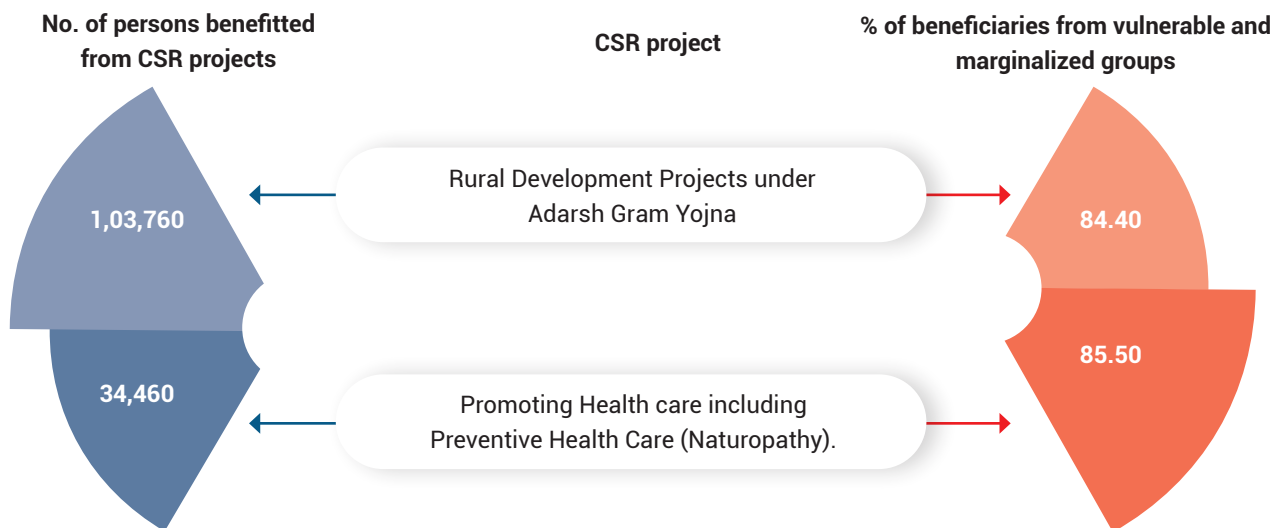 No. of persons benefitted
from CSR projects
CSR project
% of beneficiaries from vulnerable and
marginalized groups
1,03,760
Rural Development Projects under
Adarsh Gram Yojna
84.40
34,460
Promoting Health care including
Preventive Health Care (Naturopathy).
85.50